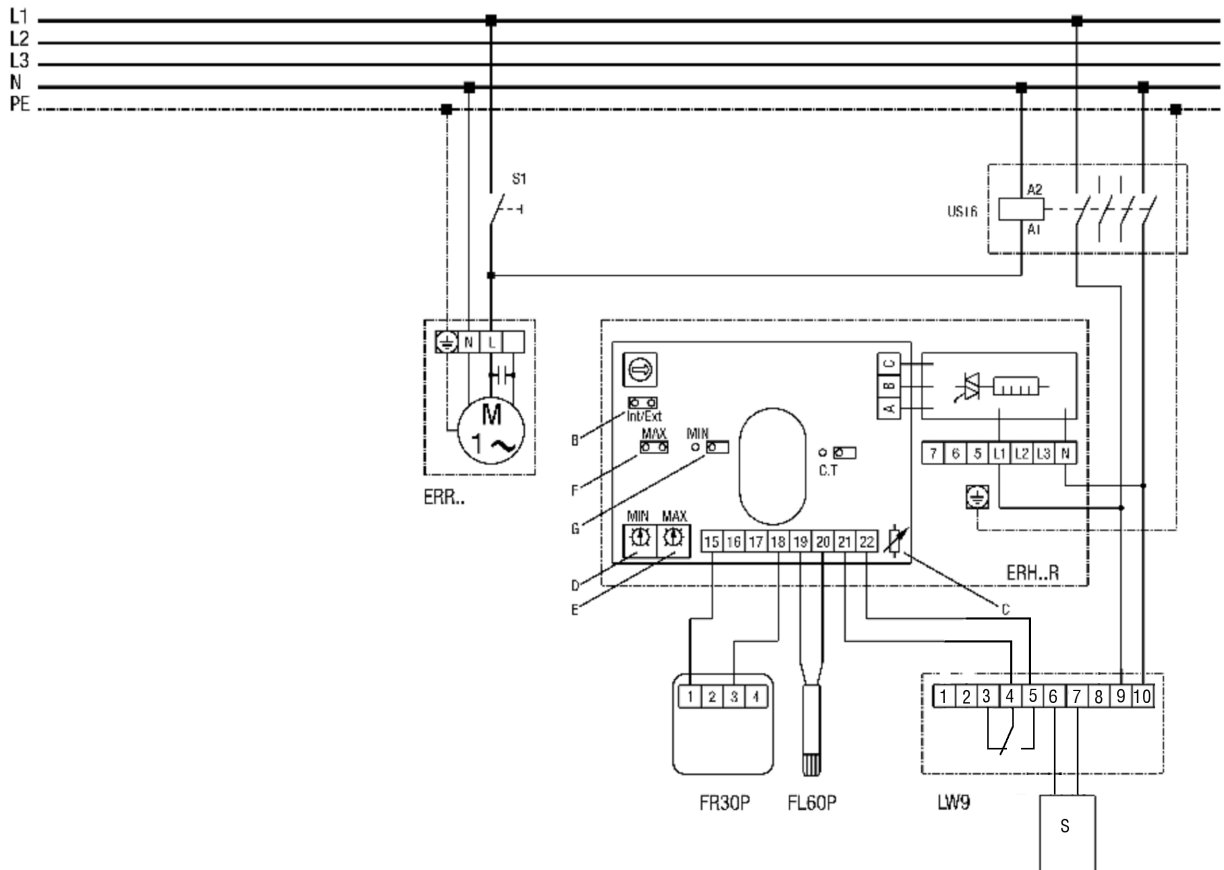 L1
L2
L3
N
PE
S1
A2
US16
A1
N L
M
1~
ERR..
Int/Ext
B
MAX
MIN
F
C.T
G
MIN MAX
D
E
15 16 17 18 19 20 21 22
C
B
A
7 6 5 L1 L2 L3 N
ERH..R
C
1 2 3 4
FR30P
FL60P
1 2 3 4 5 6 7 8 9 10
LW9
S